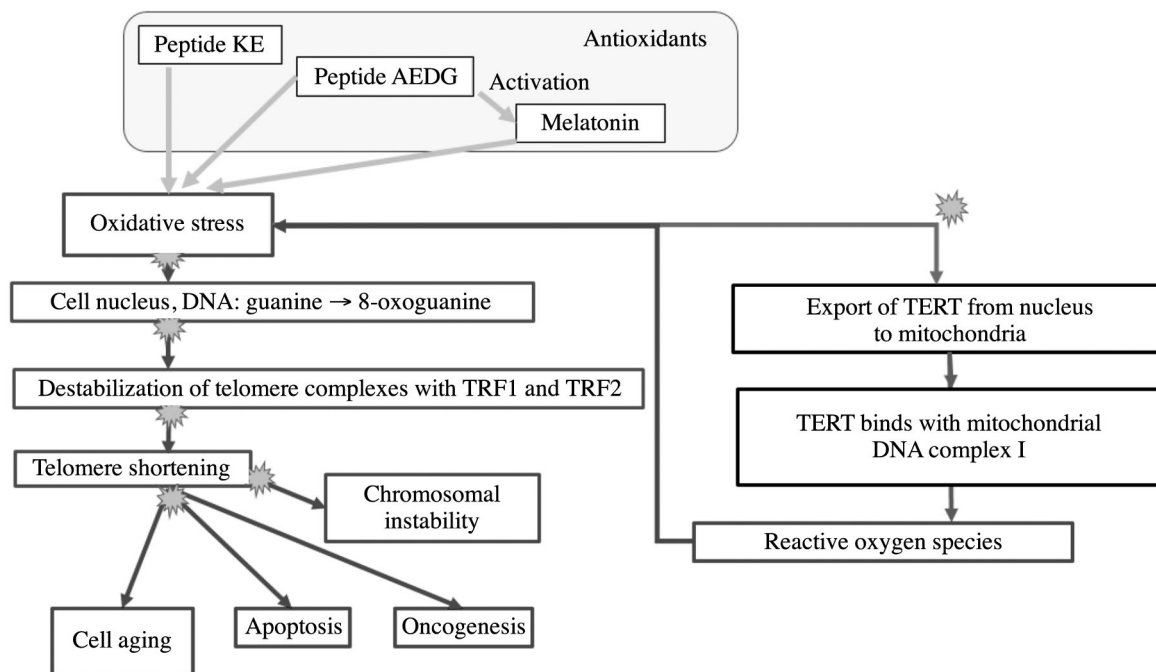 Peptide KE
Antioxidants
Peptide AEDG
Activation
Melatonin
Oxidative stress
Cell nucleus, DNA: guanine → 8-oxoguanine
Destabilization of telomere complexes with TRF1 and TRF2
Telomere shortening
Chromosomal
instability
Cell aging
Apoptosis
Oncogenesis
Export of TERT from nucleus
to mitochondria
TERT binds with mitochondrial
DNA complex I
Reactive oxygen species